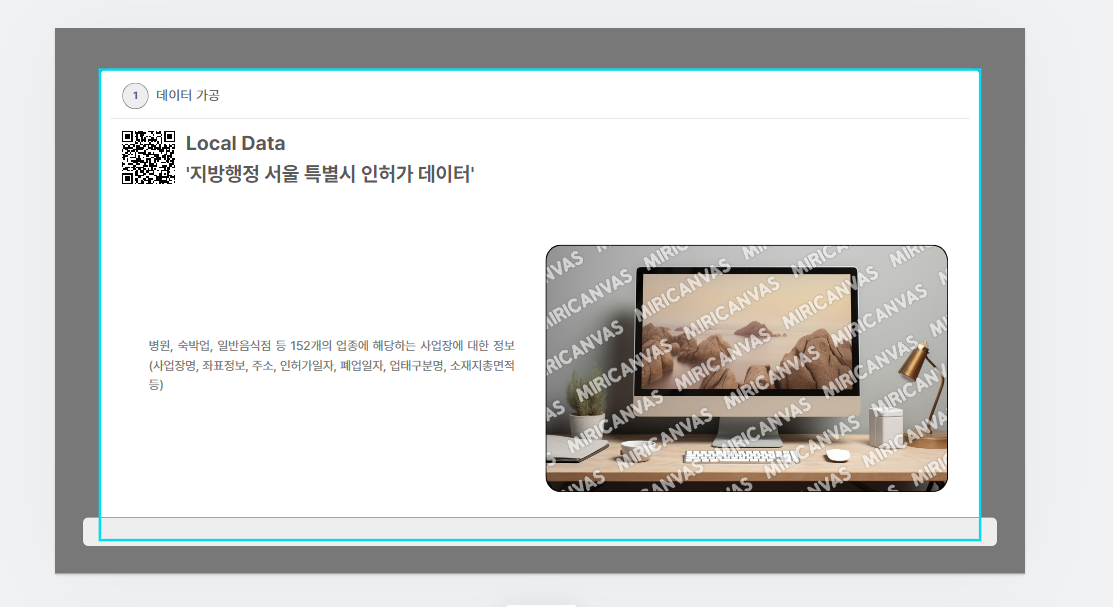 1 데이터 가공
Local Data
'지방행정 서울 특별시 인허가 데이터'
병원, 숙박업, 일반음식점 등 152개의 업종에 해당하는 사업장에 대한 정보
(사업장명, 좌표정보, 주소, 인허가일자, 폐업일자, 업태구분명, 소재지총면적
등)
MIRICANVAS